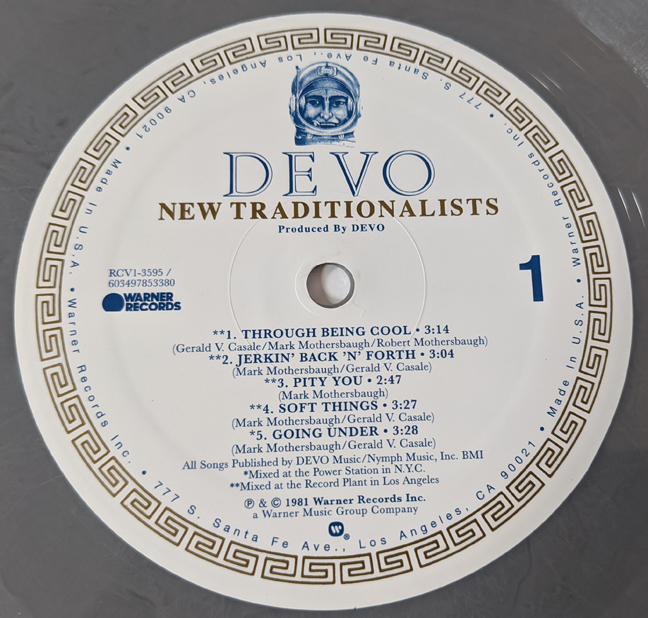 DEVO
NEW TRADITIONALISTS
Produced By DEVO
RCV1-3595 /
603497853380
WARNER
RECORDS
1
**1. THROUGH BEING COOL • 3:14
(Gerald V. Casale/Mark Mothersbaugh/Robert Mothersbaugh)
**2. JERKIN' BACK 'N' FORTH • 3:04
(Mark Mothersbaugh/Gerald V. Casale)
**3. PITY YOU • 2:47
(Mark Mothersbaugh)
**4. SOFT THINGS • 3:27
(Mark Mothersbaugh/Gerald V. Casale)
*5. GOING UNDER • 3:28
(Mark Mothersbaugh/Gerald V. Casale)
All Songs Published by DEVO Music/Nymph Music, Inc. BMI
*Mixed at the Power Station in N.Y.C.
**Mixed at the Record Plant in Los Angeles
℗ & © 1981 Warner Records Inc.
a Warner Music Group Company
W®
Warner Records Inc. • 777 S. Santa Fe Ave., Los Angeles, CA 90021 • Made in U.S.A. • Warner Records Inc. • 777 S. Santa Fe Ave., Los Angeles, CA 90021 • Made in U.S.A. •